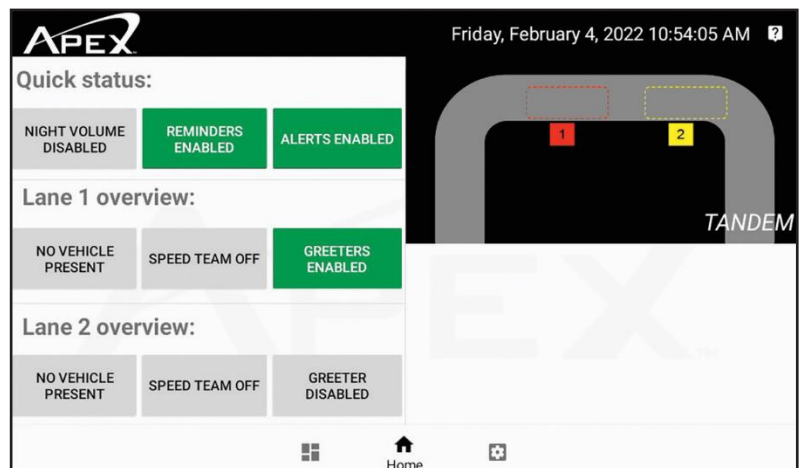 APEX
Friday, February 4, 2022 10:54:05 AM
?
Quick status:
NIGHT VOLUME
DISABLED
REMINDERS
ENABLED
ALERTS ENABLED
1
2
TANDEM
Lane 1 overview:
NO VEHICLE
PRESENT
SPEED TEAM OFF
GREETERS
ENABLED
Lane 2 overview:
NO VEHICLE
PRESENT
SPEED TEAM OFF
GREETER
DISABLED
APEX
TM
Home